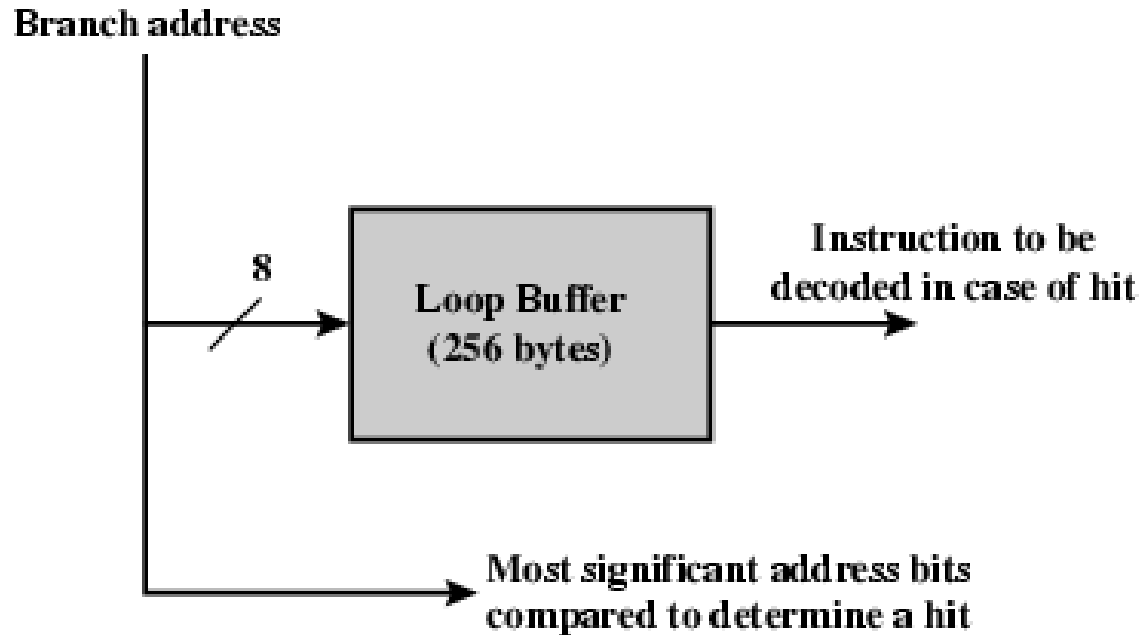 Branch address
8
Loop Buffer
(256 bytes)
Instruction to be
decoded in case of hit
Most significant address bits
compared to determine a hit